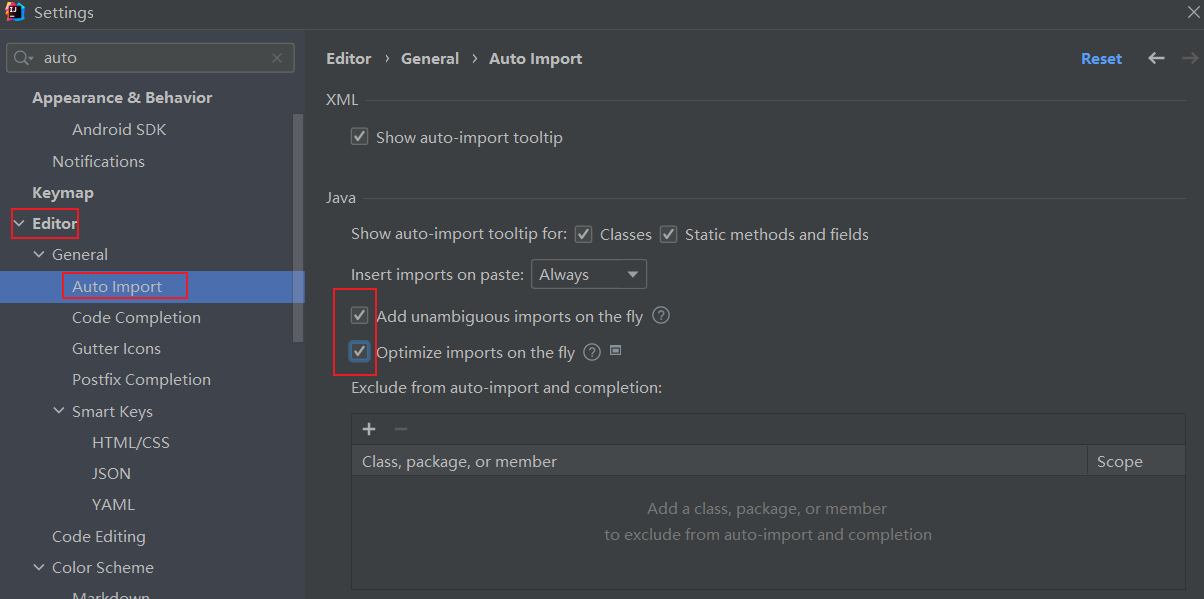 Settings
auto
Appearance & Behavior
Android SDK
Notifications
Keymap
Editor
General
Auto Import
Code Completion
Gutter Icons
Postfix Completion
Smart Keys
HTML/CSS
JSON
YAML
Code Editing
Color Scheme
Markdown
Editor › General › Auto Import
Reset
XML
Show auto-import tooltip
Java
Show auto-import tooltip for: Classes Static methods and fields
Insert imports on paste: Always
Add unambiguous imports on the fly ?
Optimize imports on the fly ?
Exclude from auto-import and completion:
Class, package, or member Scope
Add a class, package, or member
to exclude from auto-import and completion